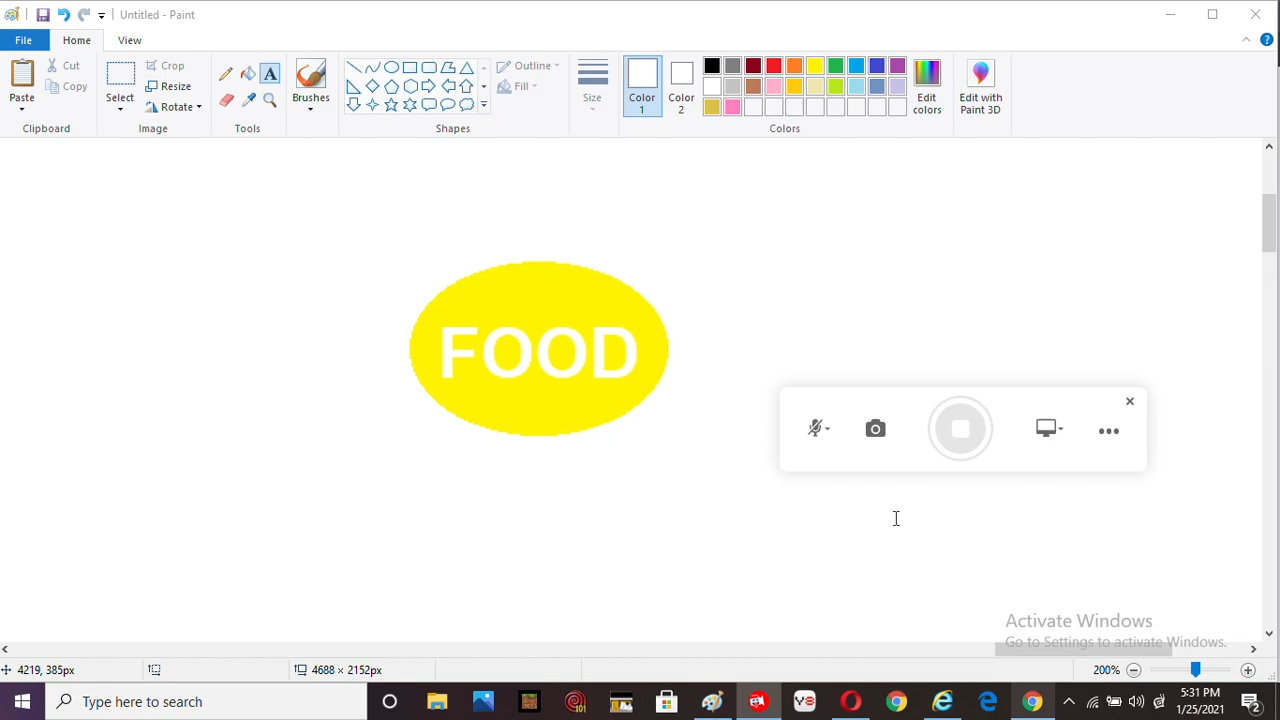 Untitled - Paint
File Home View
Paste
Cut
Copy
Clipboard
Select
Crop
Resize
Rotate
Image
A
Tools
Brushes
Outline
Fill
Shapes
Size
Color 1
Color 2
Edit colors
Colors
Edit with Paint 3D
FOOD
Activate Windows
Go to Settings to activate Windows.
4219, 385px
4688 × 2152px
200%
Type here to search
101
5:31 PM
1/25/2021
2